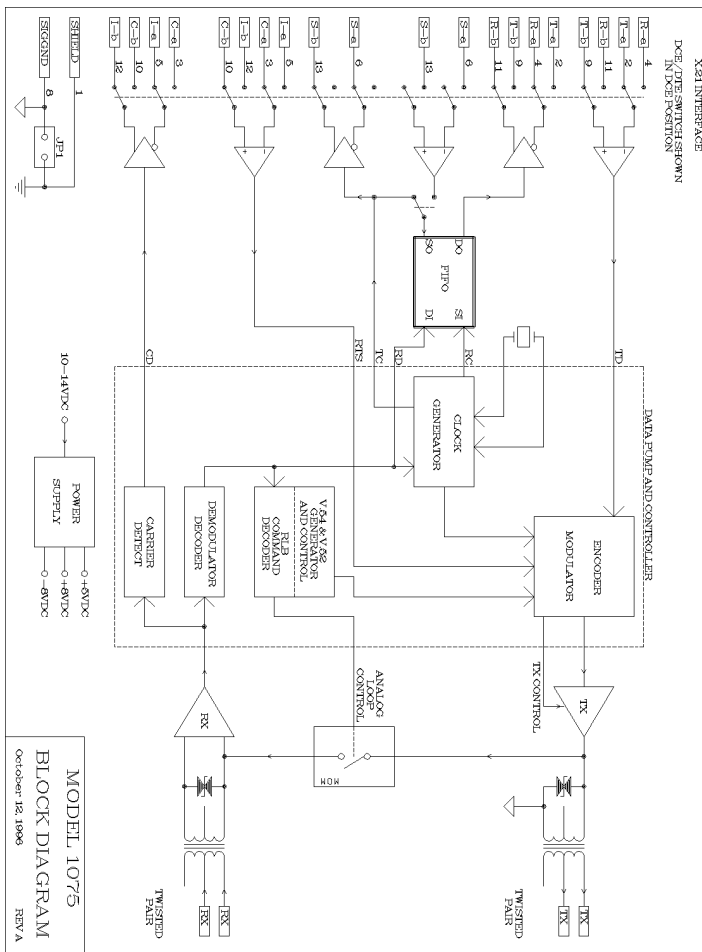 X.21 INTERFACE
DCE/DTE SWITCH SHOWN
IN DCE POSITION
R-a 4
T-a 2
R-b 11
T-b 9
T-a 2
R-a 4
T-b 9
R-b 11
S-a 6
S-b 13
S-a 6
S-b 13
I-a 5
C-a 3
I-b 12
C-b 10
C-a 3
I-a 5
C-b 10
I-b 12
SHIELD 1
SIGGND 8
JP1
DO SI
FIFO
SO DI
TD
RC
RD
TC
RTS
CD
DATA PUMP AND CONTROLLER
CLOCK
GENERATOR
ENCODER
MODULATOR
V.54 & V.52
GENERATOR
AND CONTROL
RLB
COMMAND
DECODER
DEMODULATOR
DECODER
CARRIER
DETECT
TX CONTROL
TX
TX
TX
TWISTED
PAIR
ANALOG
LOOP
CONTROL
MOM
RX
RX
RX
TWISTED
PAIR
10-14VDC
POWER
SUPPLY
+5VDC
+8VDC
-8VDC
MODEL 1075
BLOCK DIAGRAM
October 12, 1996 REV A